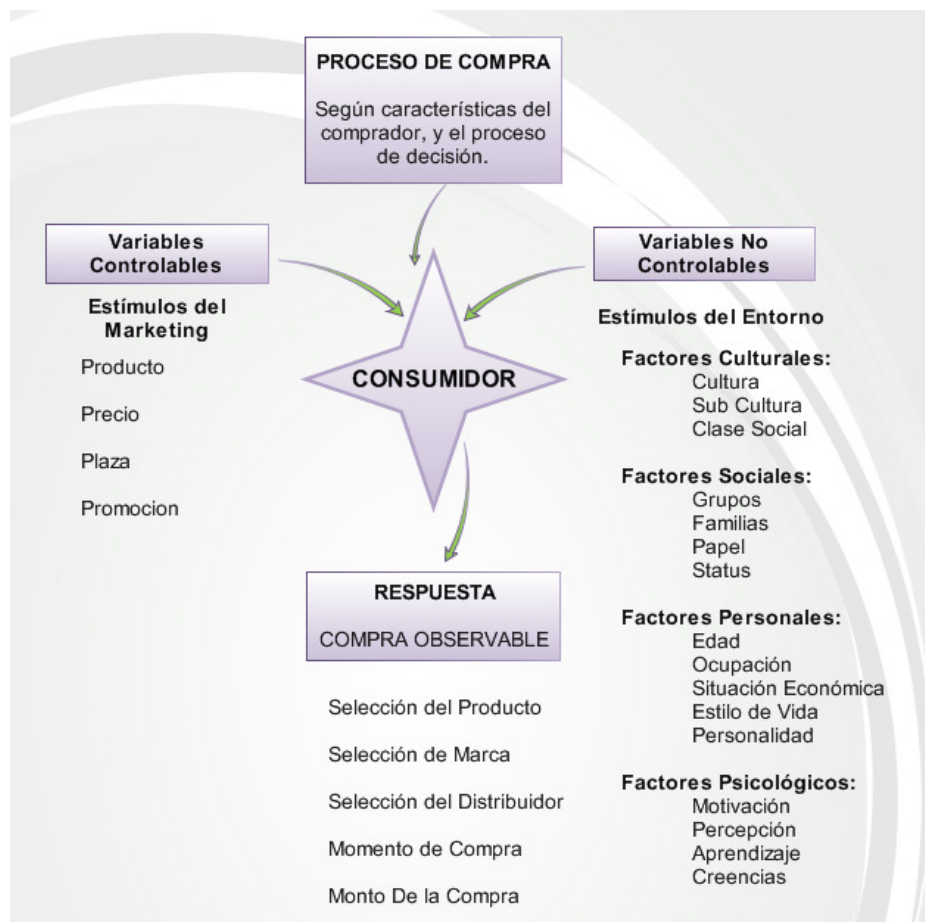 PROCESO DE COMPRA
Según características del
comprador, y el proceso
de decisión.
Variables
Controlables
Estímulos del
Marketing
Producto
Precio
Plaza
Promocion
CONSUMIDOR
Variables No
Controlables
Estímulos del Entorno
Factores Culturales:
Cultura
Sub Cultura
Clase Social
Factores Sociales:
Grupos
Familias
Papel
Status
Factores Personales:
Edad
Ocupación
Situación Económica
Estilo de Vida
Personalidad
Factores Psicológicos:
Motivación
Percepción
Aprendizaje
Creencias
RESPUESTA
COMPRA OBSERVABLE
Selección del Producto
Selección de Marca
Selección del Distribuidor
Momento de Compra
Monto De la Compra